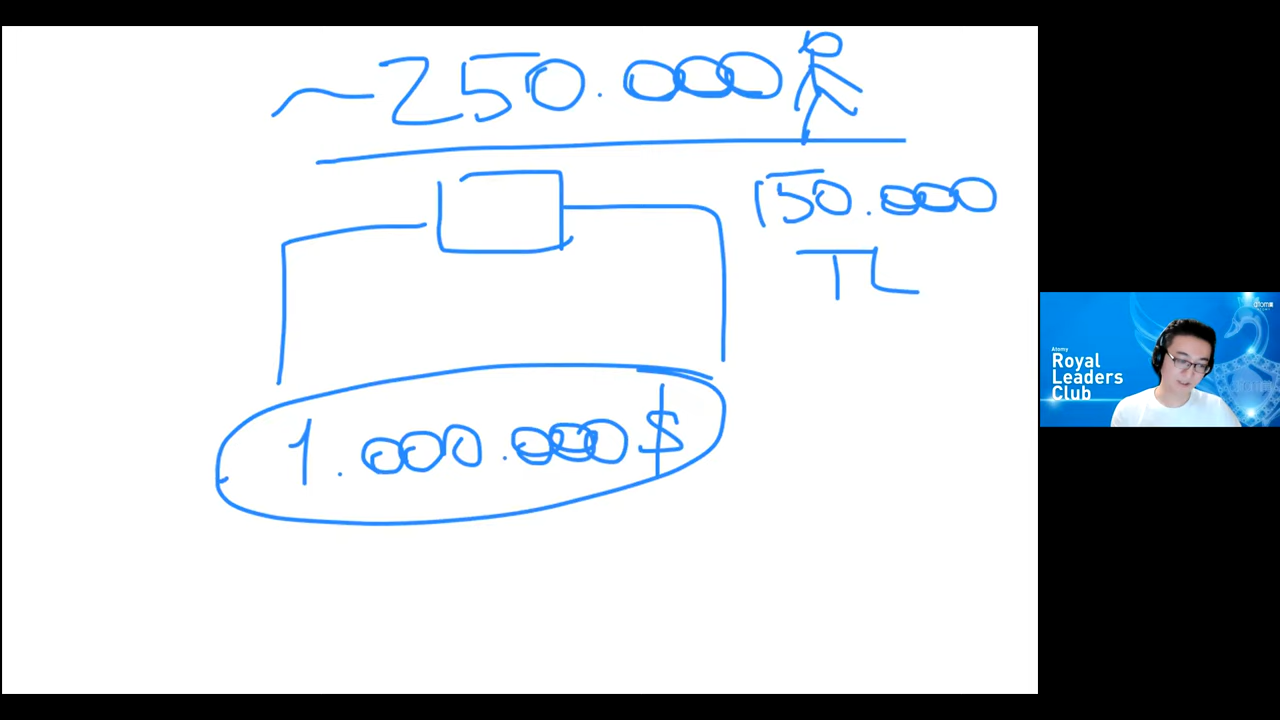 ~250.000
150.000
TL
1.000.000$
Atomy
Royal
Leaders
Club